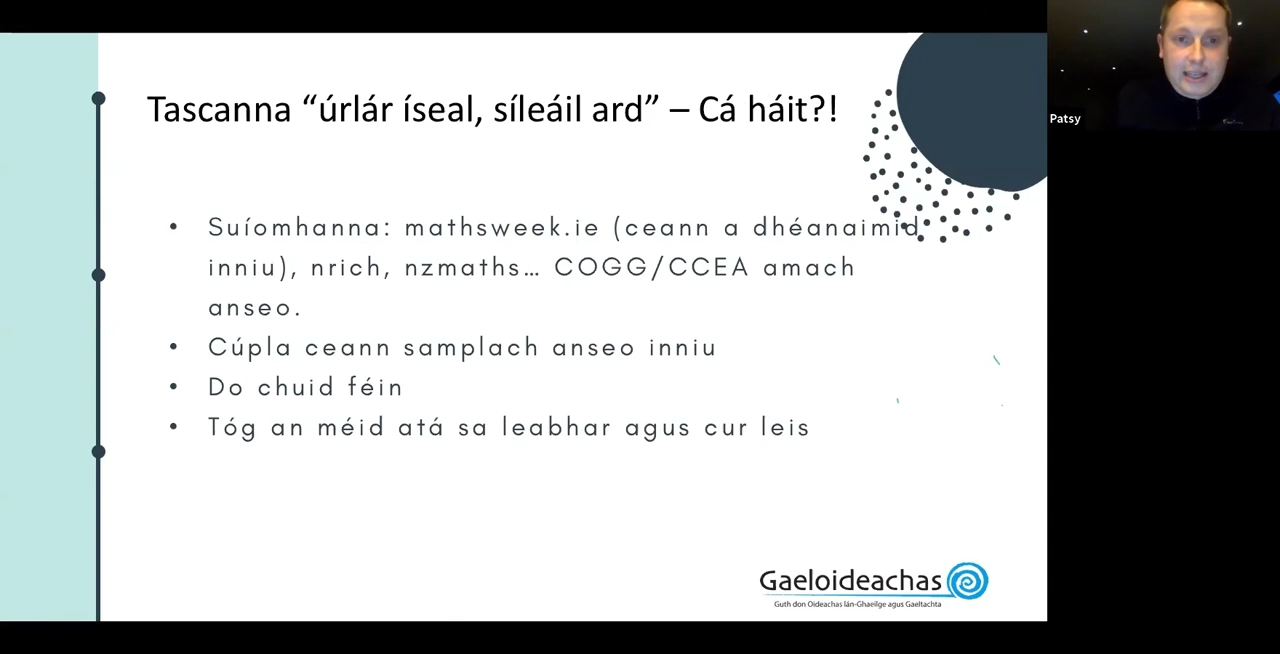 Tascanna “úrlár íseal, síleáil ard” – Cá háit?!
• Suíomhanna: mathsweek.ie (ceann a dhéanaimid
inniu), nrich, nzmaths… COGG/CCEA amach
anseo.
• Cúpla ceann samplach anseo inniu
• Do chuid féin
• Tóg an méid atá sa leabhar agus cur leis
Gaeloideachas
Guth don Oideachas lán-Ghaeilge agus Gaeltachta
Patsy